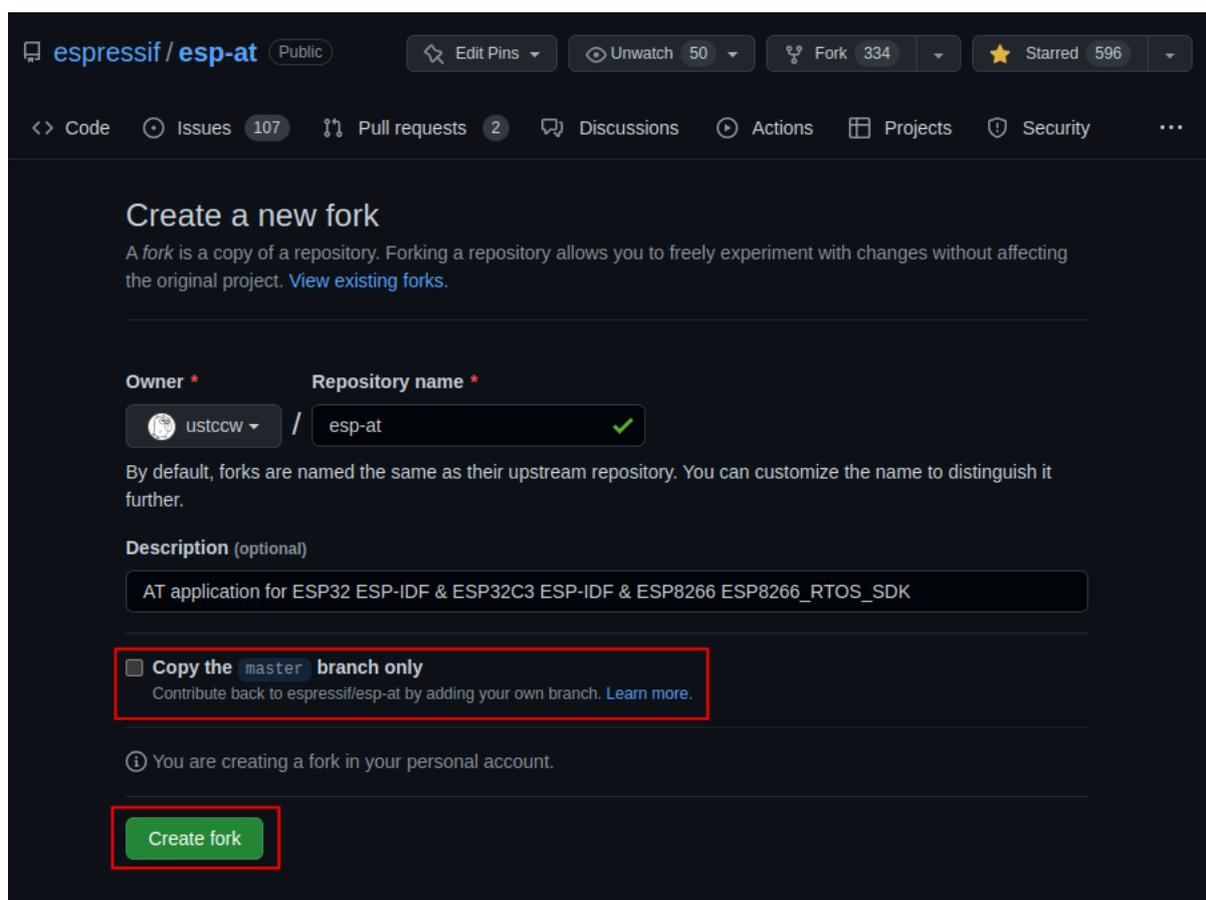 espressif / esp-at Public Edit Pins Unwatch 50 Fork 334 Starred 596
Code Issues 107 Pull requests 2 Discussions Actions Projects Security ...
Create a new fork
A fork is a copy of a repository. Forking a repository allows you to freely experiment with changes without affecting
the original project. View existing forks.
Owner * Repository name *
ustccw / esp-at
By default, forks are named the same as their upstream repository. You can customize the name to distinguish it
further.
Description (optional)
AT application for ESP32 ESP-IDF & ESP32C3 ESP-IDF & ESP8266 ESP8266_RTOS_SDK
Copy the master branch only
Contribute back to espressif/esp-at by adding your own branch. Learn more.
You are creating a fork in your personal account.
Create fork